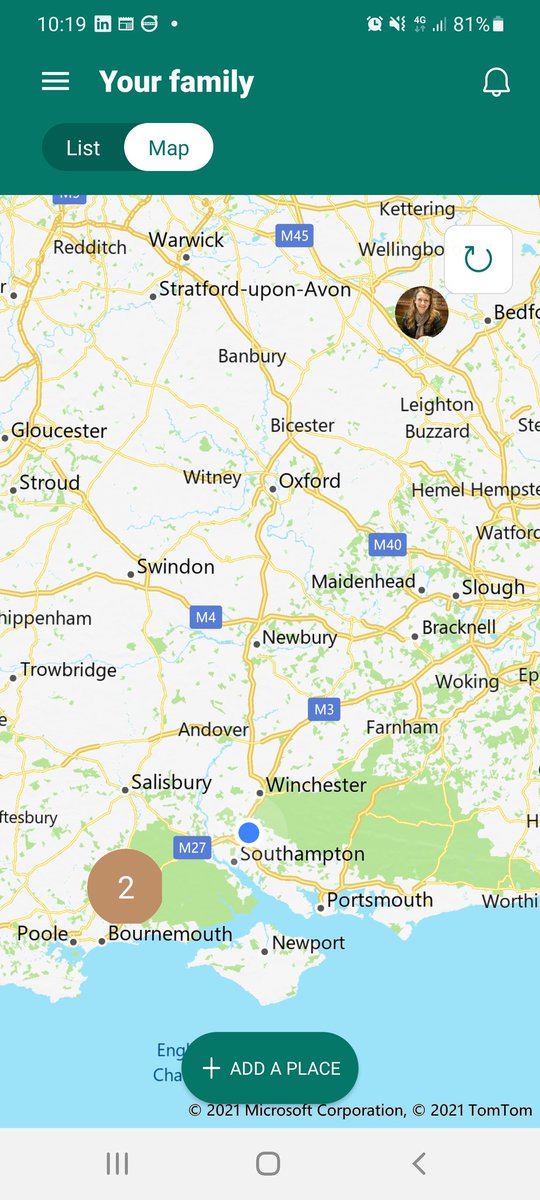 10:19 4G 81%
Your family
List Map
M5
Kettering
M45
Warwick
Redditch
Wellingbo
Stratford-upon-Avon
Bedfo
Banbury
Leighton
Buzzard
Bicester
Gloucester
Stroud
Witney
Oxford
Hemel Hempste
Watford
M40
Swindon
Maidenhead
Slough
hippenham
M4
Bracknell
Newbury
Trowbridge
Woking
Ep
M3
Andover
Farnham
Salisbury
Winchester
ftesbury
M27
Southampton
2
Portsmouth
Worthi
Poole
Bournemouth
Newport
Engl
Cha
ADD A PLACE
© 2021 Microsoft Corporation, © 2021 TomTom